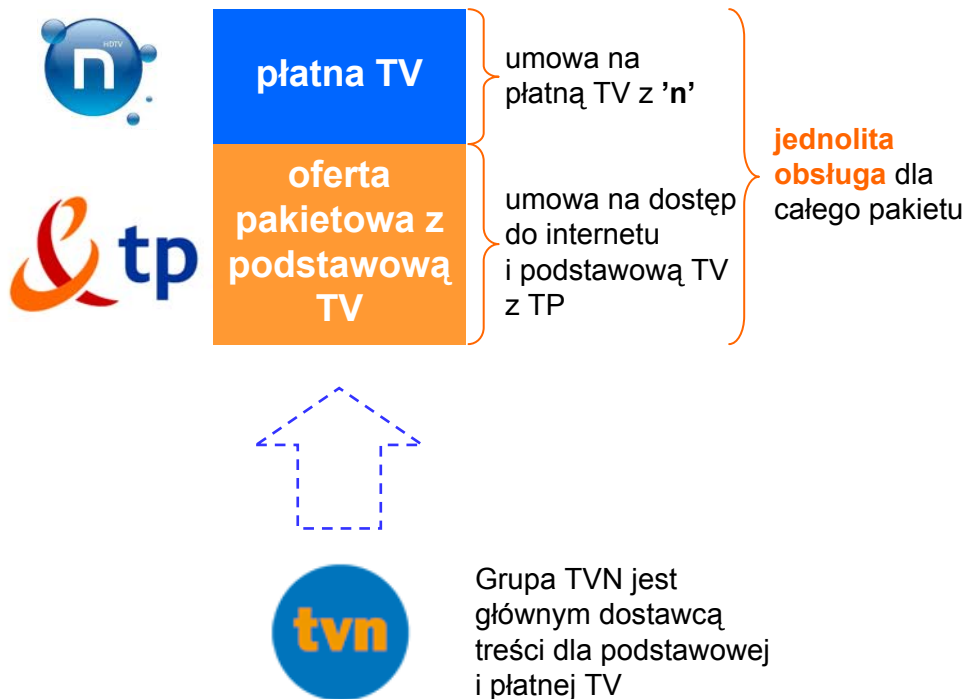 HDTV
n
płatna TV
umowa na
płatną TV z ’n’
jednolita
obsługa dla
całego pakietu
tp
oferta
pakietowa z
podstawową
TV
umowa na dostęp
do internetu
i podstawową TV
z TP
tvn
Grupa TVN jest
głównym dostawcą
treści dla podstawowej
i płatnej TV